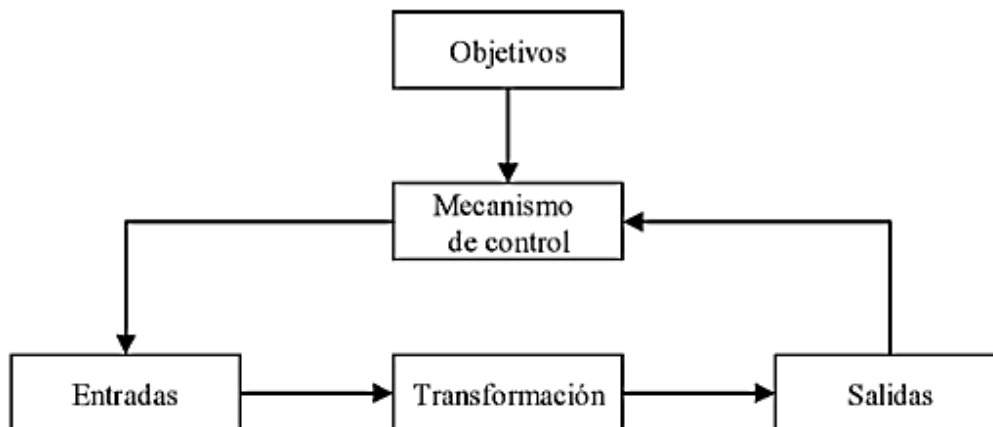 Objetivos
Mecanismo
de control
Entradas
Transformación
Salidas